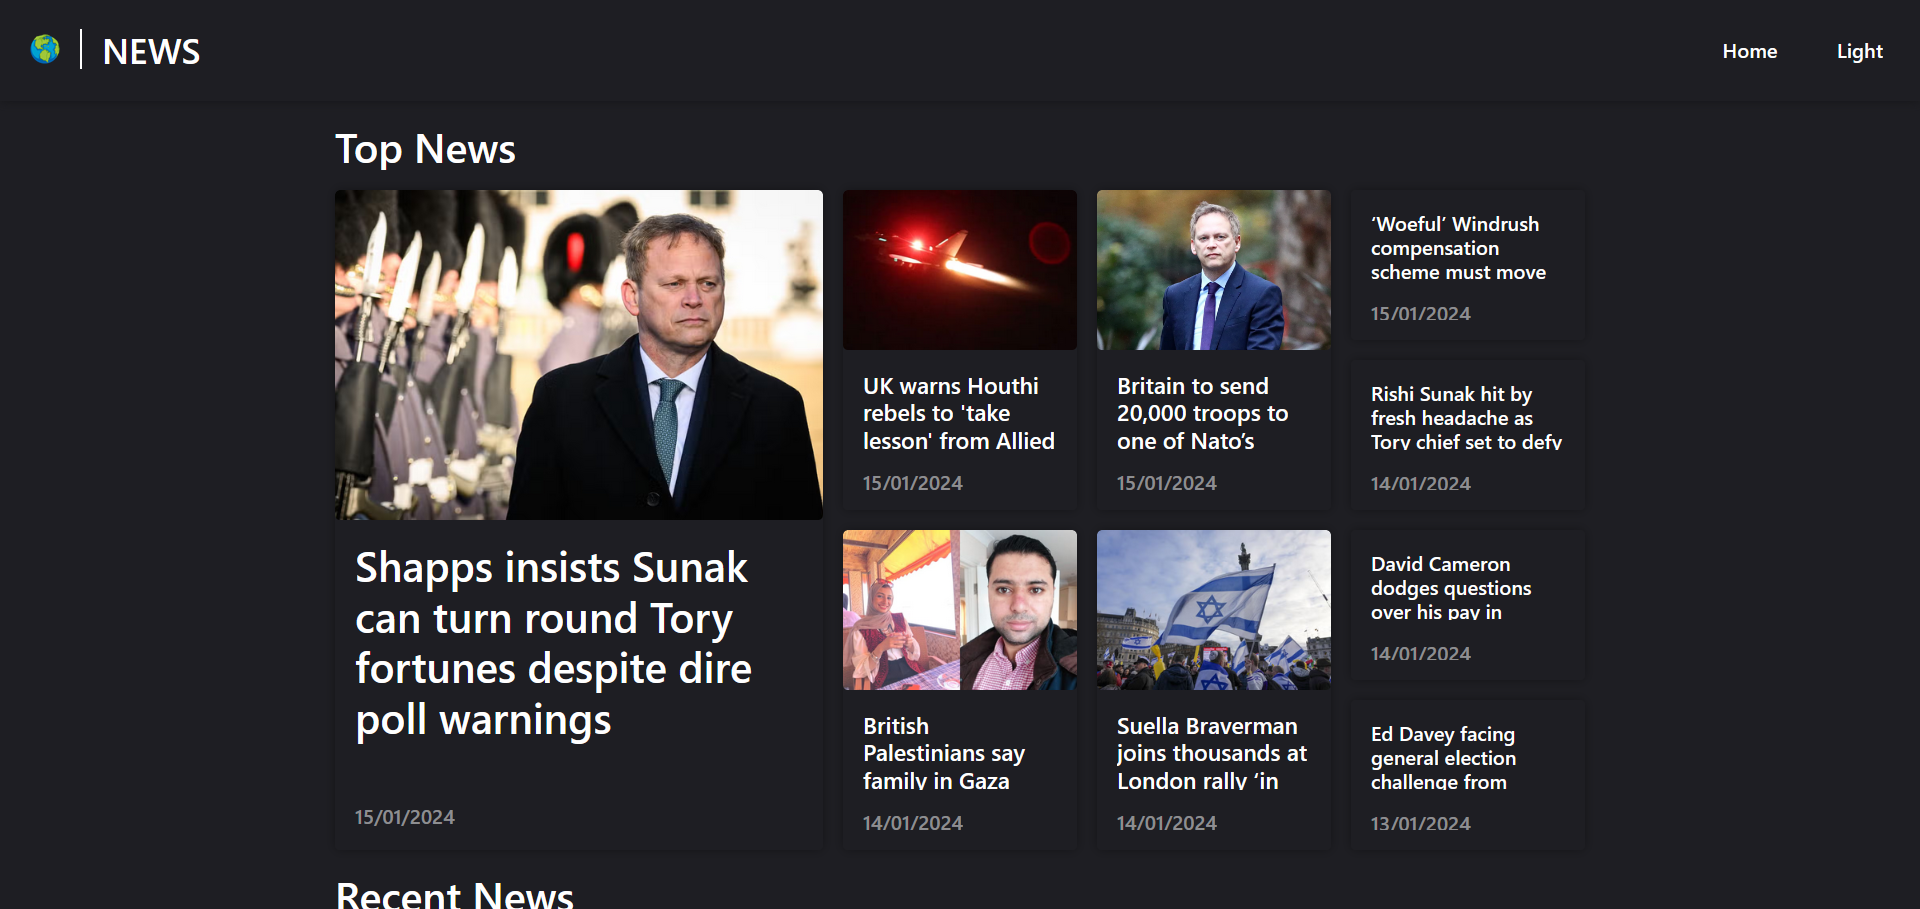 NEWS
Home
Light
Top News
Shapps insists Sunak
can turn round Tory
fortunes despite dire
poll warnings
15/01/2024
UK warns Houthi
rebels to 'take
lesson' from Allied
15/01/2024
Britain to send
20,000 troops to
one of Nato’s
15/01/2024
‘Woeful’ Windrush
compensation
scheme must move
15/01/2024
Rishi Sunak hit by
fresh headache as
Tory chief set to defy
14/01/2024
British
Palestinians say
family in Gaza
14/01/2024
Suella Braverman
joins thousands at
London rally ‘in
14/01/2024
David Cameron
dodges questions
over his pay in
14/01/2024
Ed Davey facing
general election
challenge from
13/01/2024
Recent News